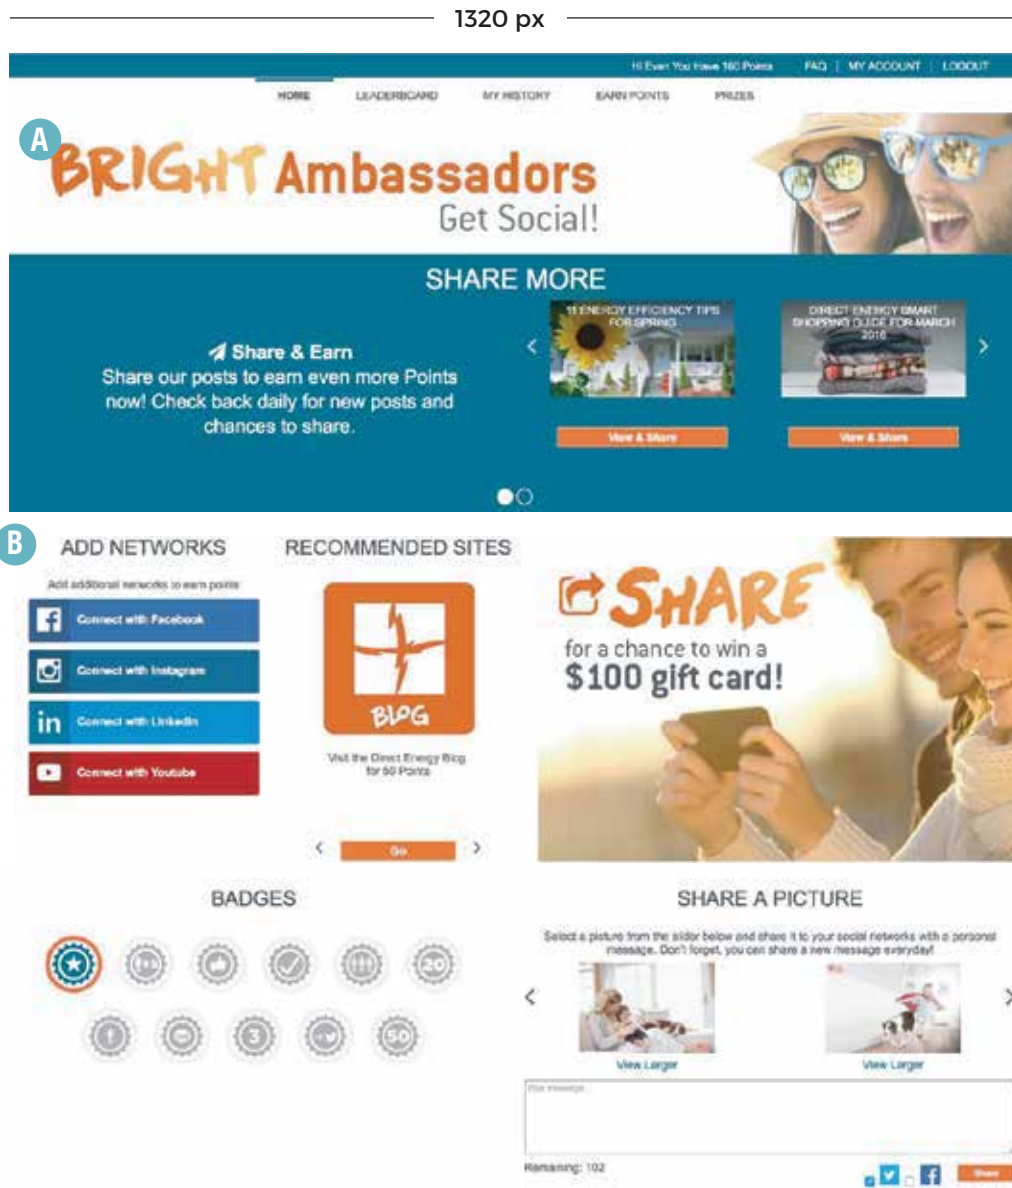 1320 px
Hi Evan You Have 160 Points FAQ | MY ACCOUNT | LOGOUT
HOME LEADERBOARD MY HISTORY EARN POINTS PRIZES
A
BRIGHT Ambassadors
Get Social!
SHARE MORE
11 ENERGY EFFICIENCY TIPS
FOR SPRING
DIRECT ENERGY SMART
SHOPPING GUIDE FOR MARCH
2016
Share & Earn
Share our posts to earn even more Points
now! Check back daily for new posts and
chances to share.
View & Share
View & Share
B
ADD NETWORKS
Add additional networks to earn points
Connect with Facebook
Connect with Instagram
in Connect with LinkedIn
Connect with Youtube
RECOMMENDED SITES
BLOG
Visit the Direct Energy Blog
for 50 Points
Go
SHARE
for a chance to win a
$100 gift card!
BADGES
20
3
50
SHARE A PICTURE
Select a picture from the slider below and share it to your social networks with a personal
message. Don't forget, you can share a new message everyday!
View Larger
View Larger
Your message
Remaining: 102
Share